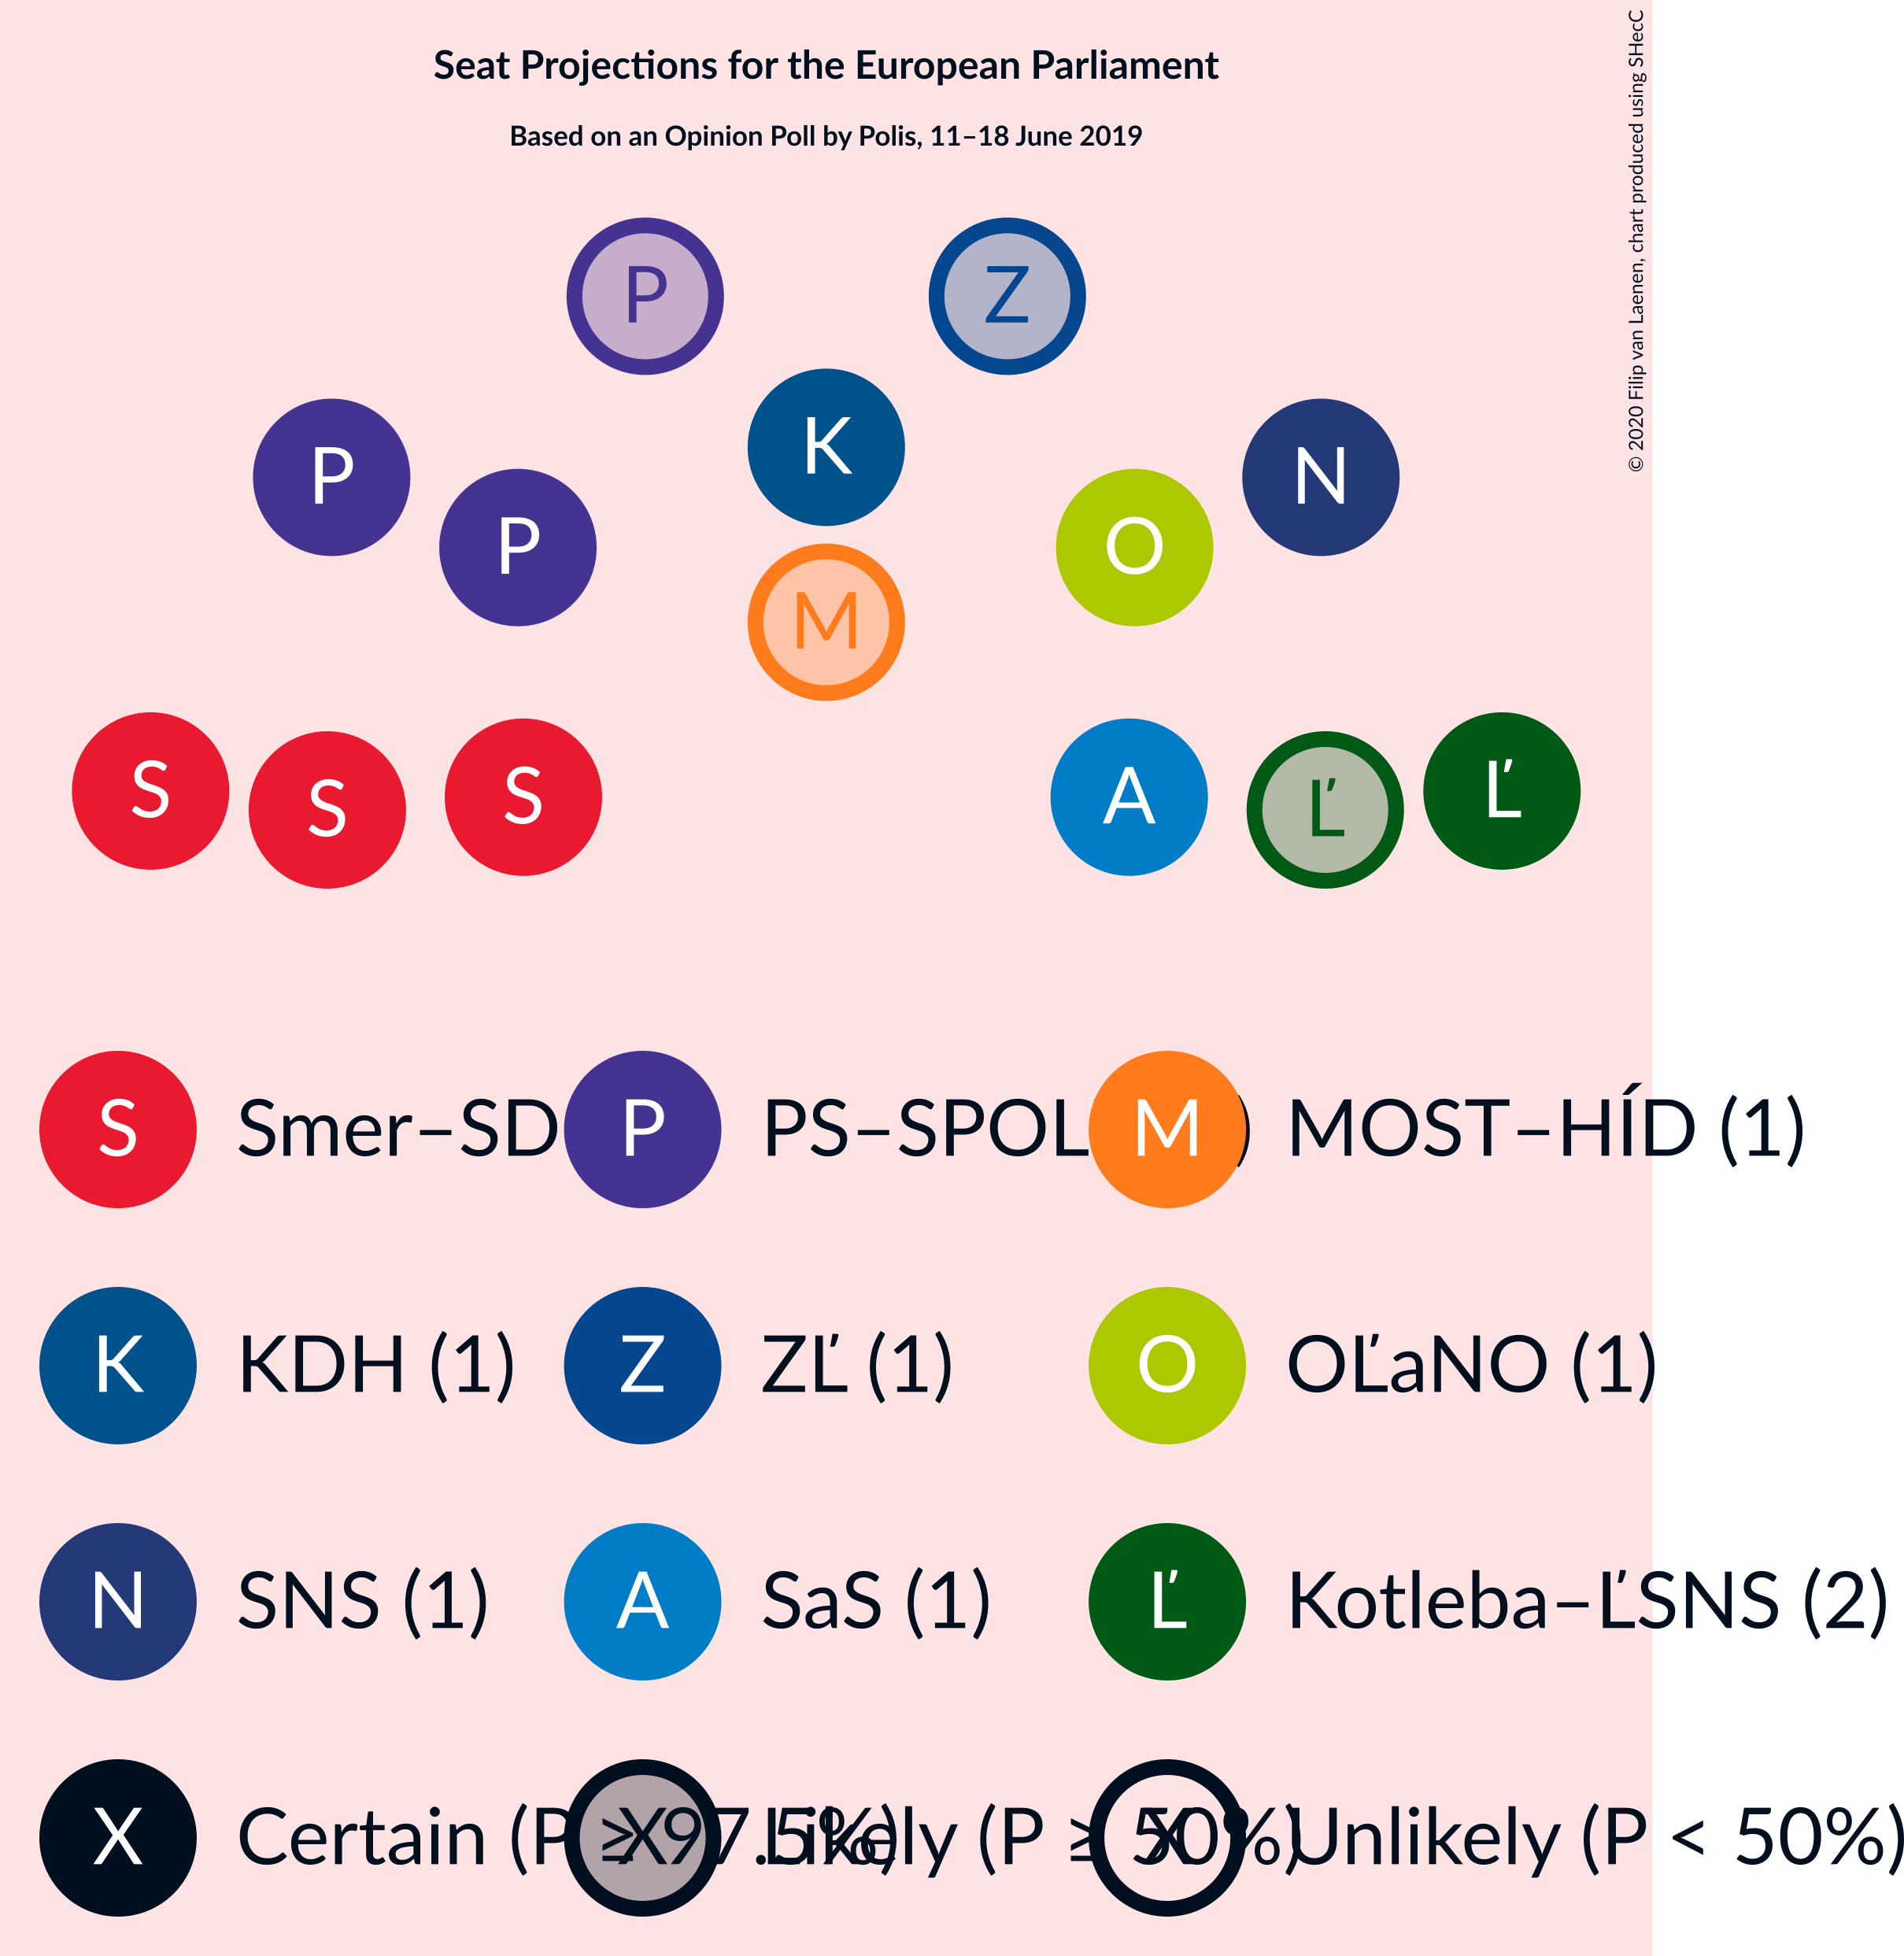 Seat Projections for the European Parliament
Based on an Opinion Poll by Polis, 11–18 June 2019
© 2020 Filip van Laenen, chart produced using SHecC
P Z
K
P N
P O
M
S S S A Ľ Ľ
S Smer–SD P PS–SPOL M ) MOST–HÍD (1)
K KDH (1) Z ZĽ (1) O OĽaNO (1)
N SNS (1) A SaS (1) Ľ Kotleba–ĽSNS (2)
X Certain (P ≥ 97.5%) X Likely (P ≥ 50%) X Unlikely (P < 50%)